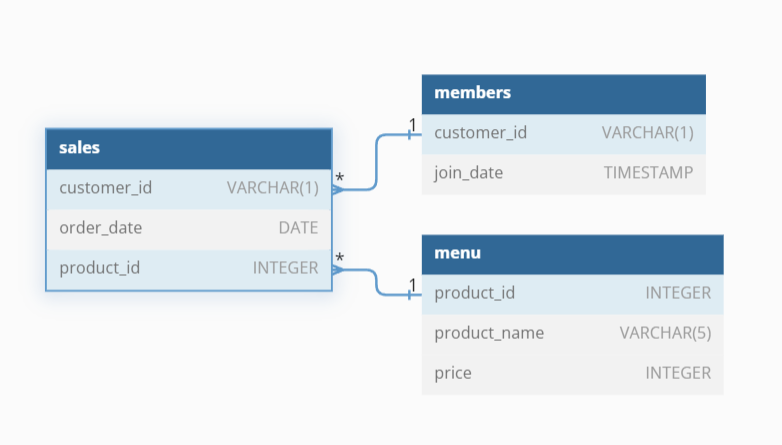 sales
customer_id VARCHAR(1)
order_date DATE
product_id INTEGER
*
*
1
1
members
customer_id VARCHAR(1)
join_date TIMESTAMP
menu
product_id INTEGER
product_name VARCHAR(5)
price INTEGER